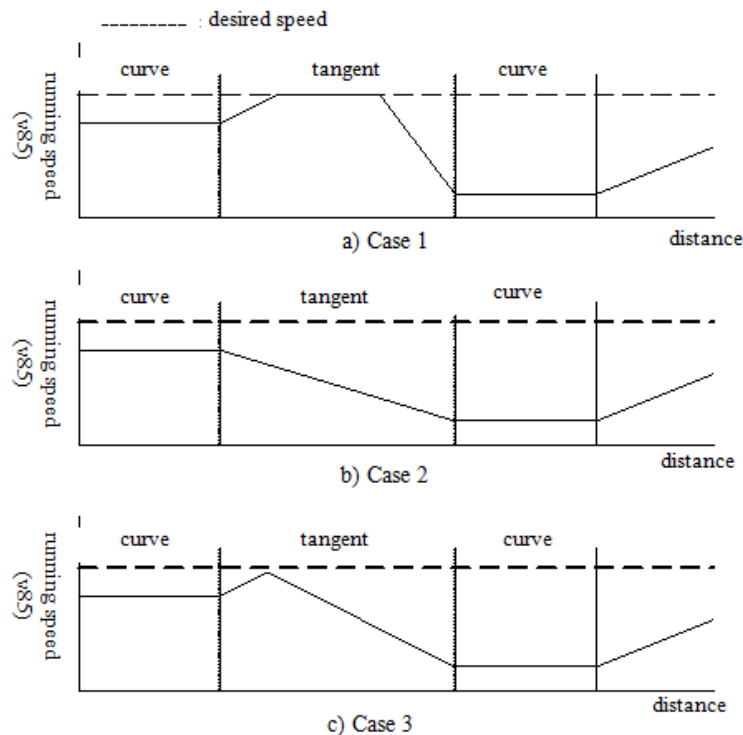 : desired speed
curve tangent curve
running speed
(v85)
a) Case 1 distance
curve tangent curve
running speed
(v85)
distance
b) Case 2
curve tangent curve
running speed
(v85)
distance
c) Case 3